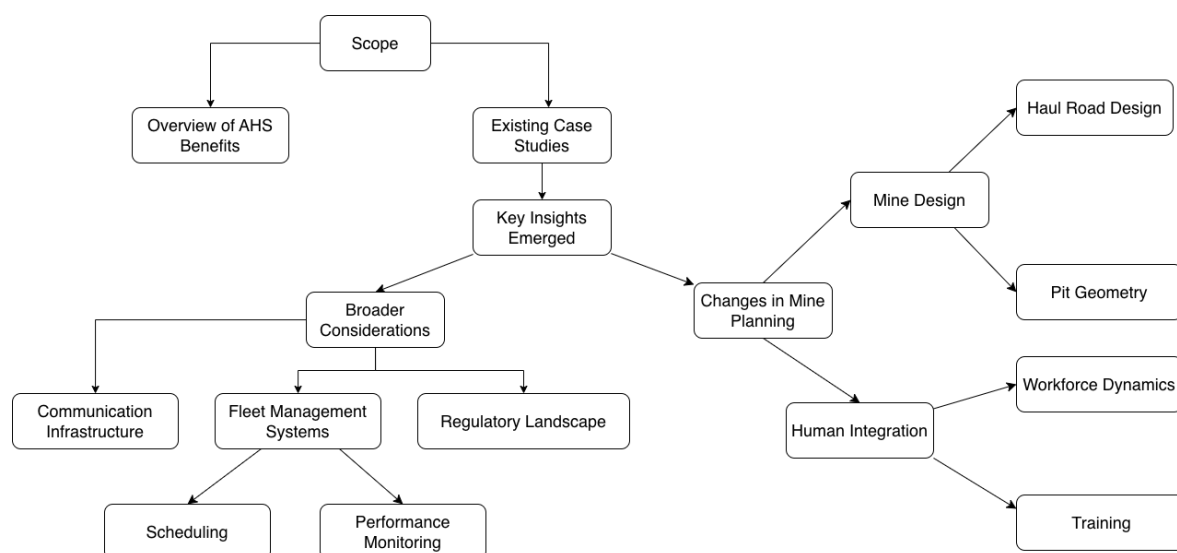 Scope
Overview of AHS
Benefits
Existing Case
Studies
Key Insights
Emerged
Broader
Considerations
Changes in Mine
Planning
Mine Design
Haul Road Design
Pit Geometry
Human Integration
Workforce Dynamics
Training
Communication
Infrastructure
Fleet Management
Systems
Regulatory Landscape
Scheduling
Performance
Monitoring